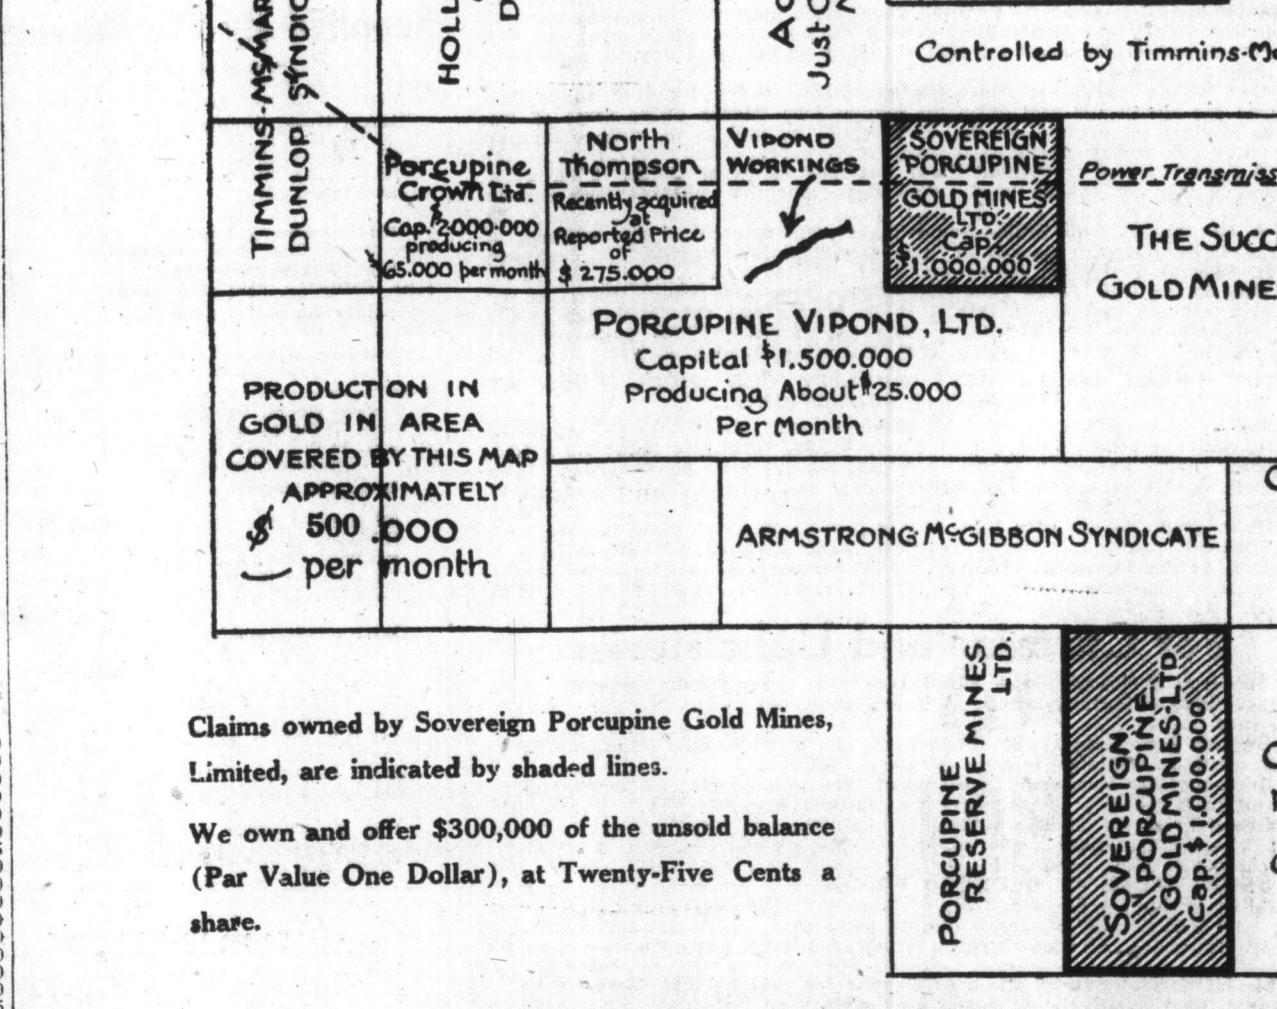 TIMMINS-McMAR
DUNLOP SYNDIC
HOLL
D
Ac
Just
Controlled by Timmins-Mc
Porcupine
Crown Ltd.
Cap. $2000.000
producing
$65.000 per month
North
Thompson
Recently acquired
at
Reported Price
of
$275.000
VIPOND
WORKINGS
SOVEREIGN
PORCUPINE
GOLD MINES
LTD.
Cap.
$1.000.000
Power Transmiss
THE SUCC
GOLD MINE
PORCUPINE VIPOND, LTD.
Capital $1.500.000
Producing About $25.000
Per Month
PRODUCTION IN
GOLD IN AREA
COVERED BY THIS MAP
APPROXIMATELY
$ 500.000
per month
ARMSTRONG-McGIBBON SYNDICATE
PORCUPINE
RESERVE MINES
LTD.
SOVEREIGN
PORCUPINE
GOLD MINES-LTD
Cap. $1.000.000
Claims owned by Sovereign Porcupine Gold Mines,
Limited, are indicated by shaded lines.
We own and offer $300,000 of the unsold balance
(Par Value One Dollar), at Twenty-Five Cents a
share.